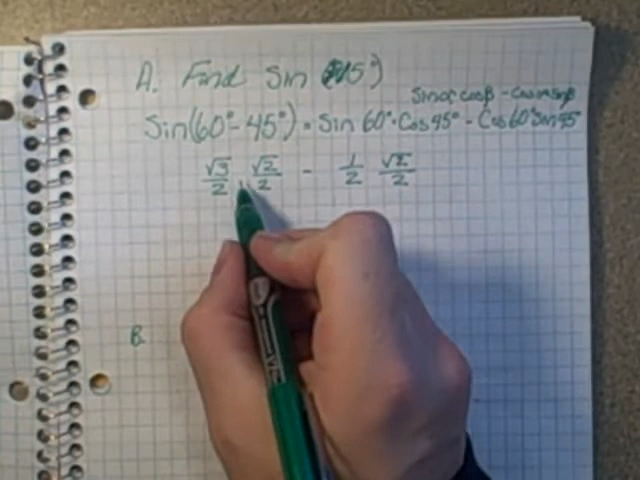 A. Find Sin (15°)
Sinα cosβ - cosα sinβ
Sin(60° - 45°) = Sin 60° · Cos 45° - Cos 60° Sin 45
√3/2 √2/2 - 1/2 √2/2
B.